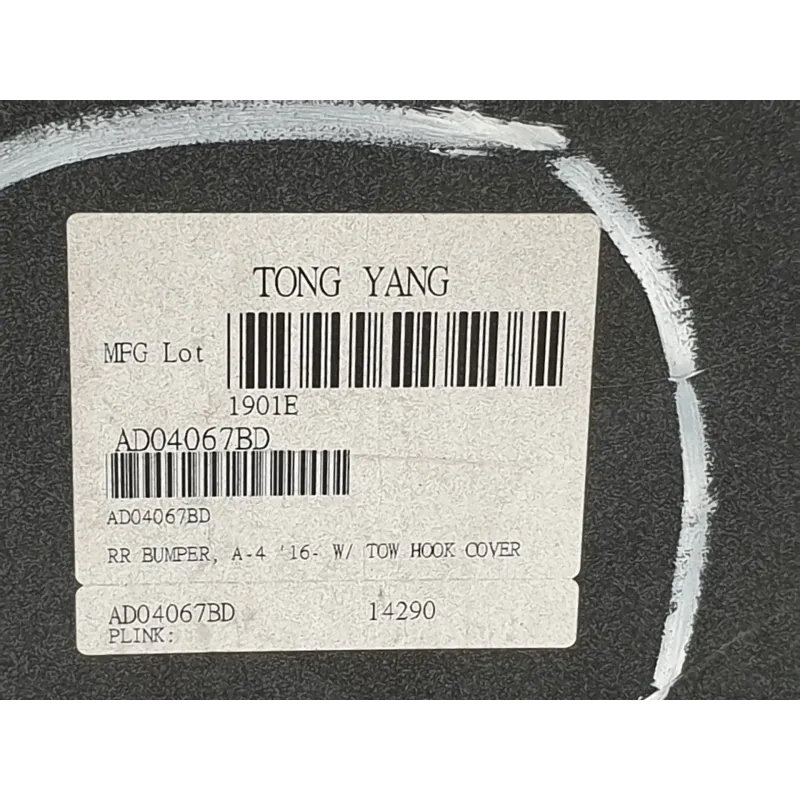 TONG YANG
MFG Lot
1901E
AD04067BD
AD04067BD
RR BUMPER, A-4 '16- W/ TOW HOOK COVER
AD04067BD 14290
PLINK: